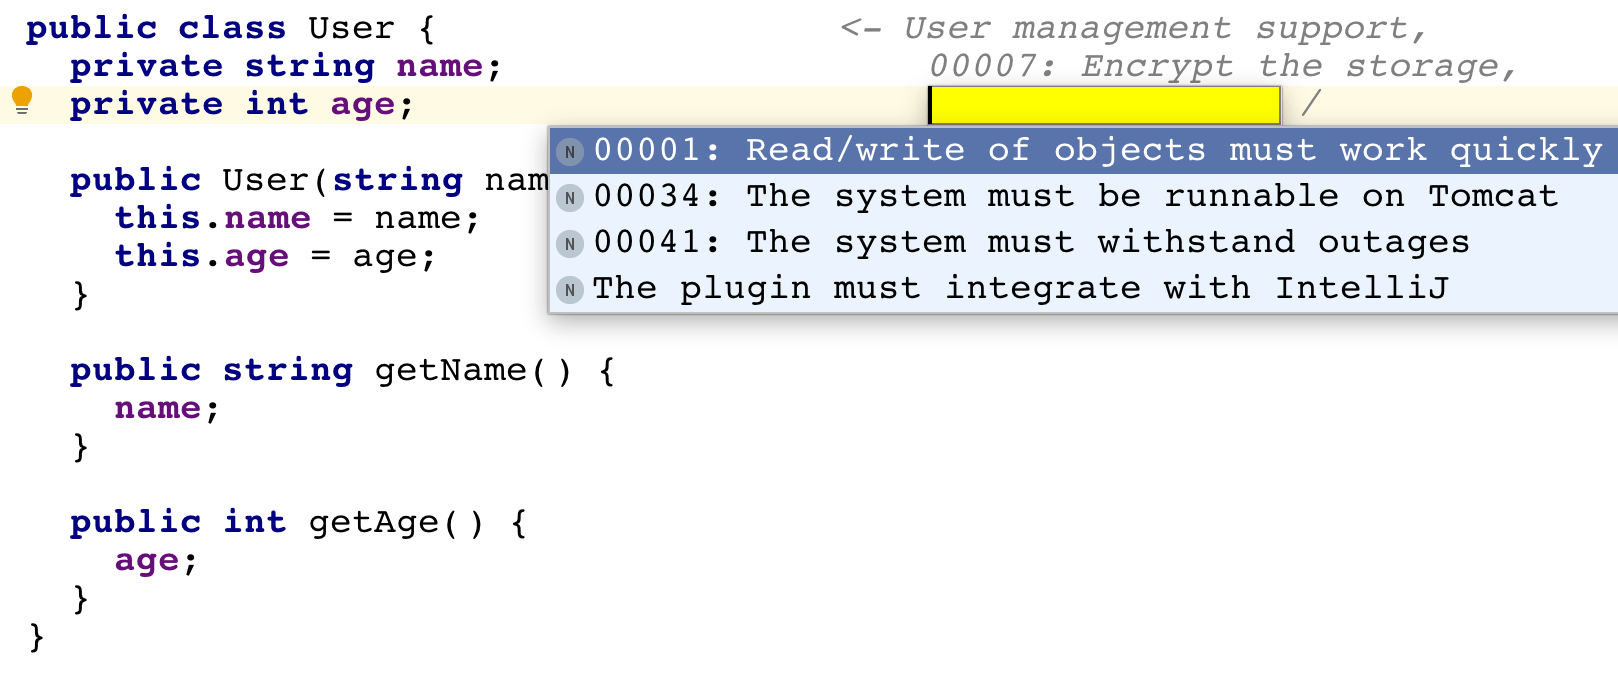 public class User { <- User management support,
private string name; 00007: Encrypt the storage,
private int age; /
N 00001: Read/write of objects must work quickly
N 00034: The system must be runnable on Tomcat
public User(string nam
N 00041: The system must withstand outages
this.name = name;
N The plugin must integrate with IntelliJ
this.age = age;
}
public string getName() {
name;
}
public int getAge() {
age;
}
}